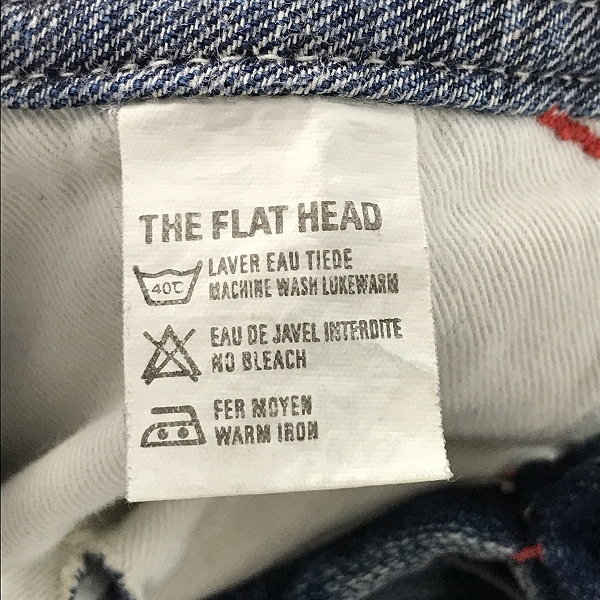 THE FLAT HEAD
40℃
LAVER EAU TIEDE
MACHINE WASH LUKEWARM
EAU DE JAVEL INTERDITE
NO BLEACH
FER MOYEN
WARM IRON